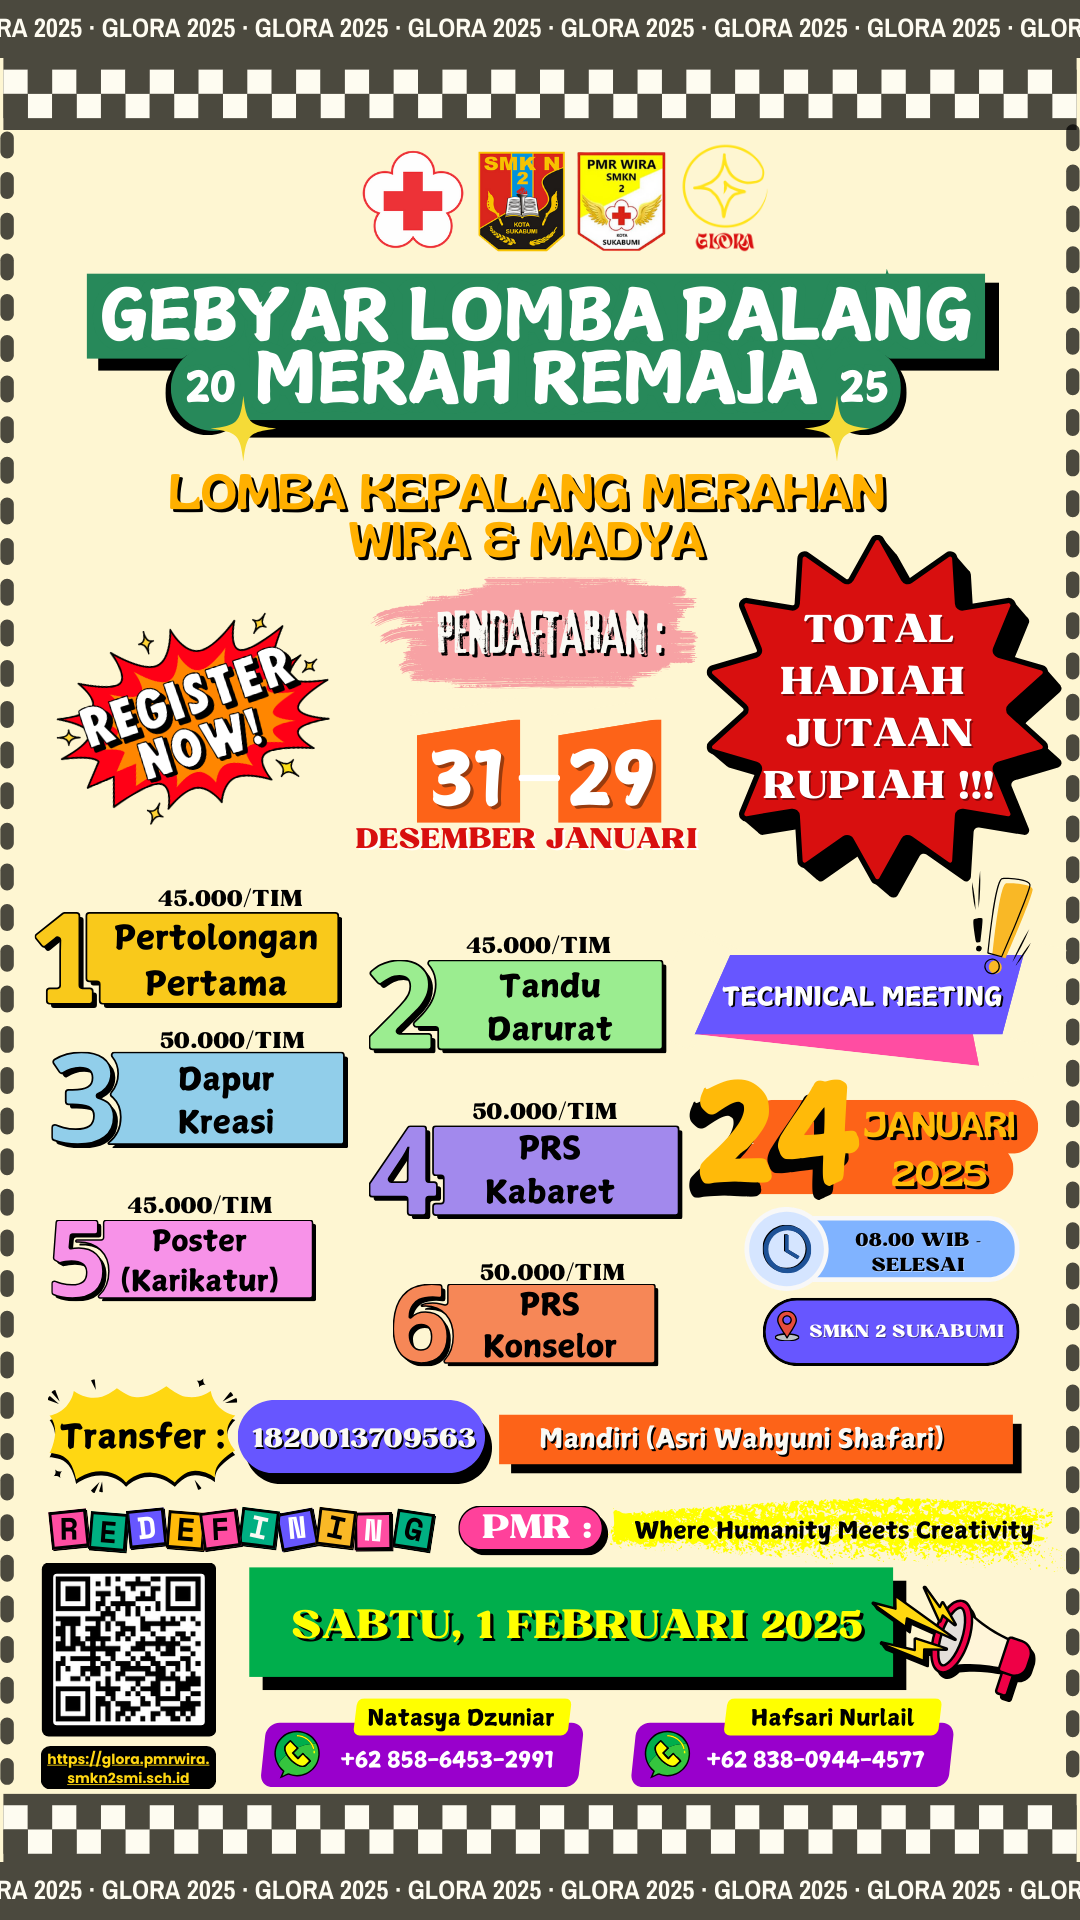 RA 2025 · GLORA 2025 · GLORA 2025 · GLORA 2025 · GLORA 2025 · GLORA 2025 · GLORA 2025 · GLOR
SMK N
2
KOTA
SUKABUMI
PMR WIRA
SMKN
2
KOTA
SUKABUMI
GLORA
GEBYAR LOMBA PALANG
20 MERAH REMAJA 25
LOMBA KEPALANG MERAHAN
WIRA & MADYA
PENDAFTARAN :
REGISTER
NOW!
31 – 29
DESEMBER JANUARI
TOTAL
HADIAH
JUTAAN
RUPIAH !!!
45.000/TIM
1 Pertolongan
Pertama
45.000/TIM
2 Tandu
Darurat
50.000/TIM
3 Dapur
Kreasi
50.000/TIM
4 PRS
Kabaret
45.000/TIM
5 Poster
(Karikatur)
50.000/TIM
6 PRS
Konselor
TECHNICAL MEETING
24 JANUARI
2025
08.00 WIB -
SELESAI
SMKN 2 SUKABUMI
Transfer : 1820013709563 Mandiri (Asri Wahyuni Shafari)
REDEFINING PMR : Where Humanity Meets Creativity
SABTU, 1 FEBRUARI 2025
https://glora.pmrwira.
smkn2smi.sch.id
Natasya Dzuniar
+62 858-6453-2991
Hafsari Nurlail
+62 838-0944-4577
RA 2025 · GLORA 2025 · GLORA 2025 · GLORA 2025 · GLORA 2025 · GLORA 2025 · GLORA 2025 · GLOR